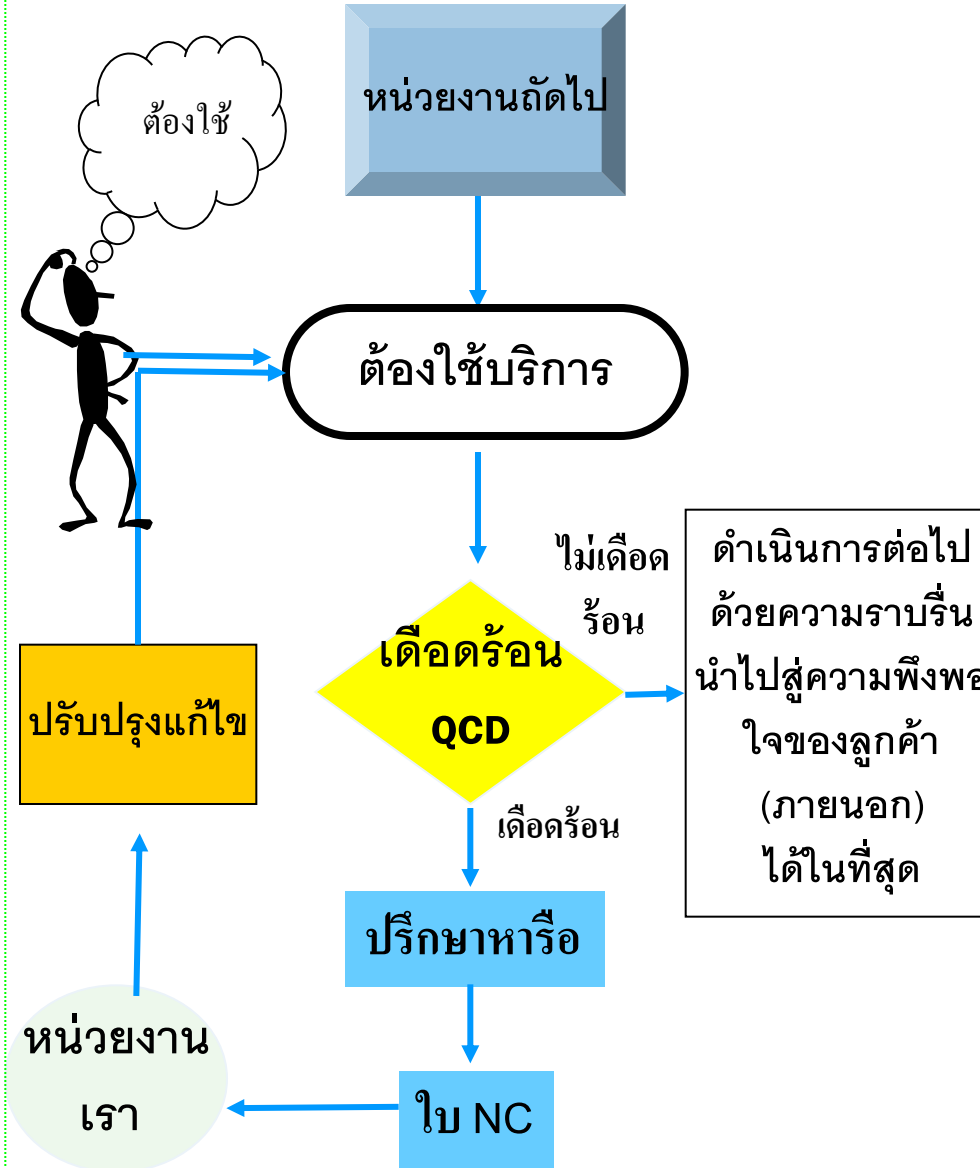 หน่วยงานถัดไป
ต้องใช้
ต้องใช้บริการ
ไม่เดือด
ร้อน
เดือดร้อน
QCD
ดำเนินการต่อไป
ด้วยความราบรื่น
นำไปสู่ความพึงพอ
ใจของลูกค้า
(ภายนอก)
ได้ในที่สุด
ปรับปรุงแก้ไข
เดือดร้อน
ปรึกษาหารือ
หน่วยงาน
เรา
ใบ NC